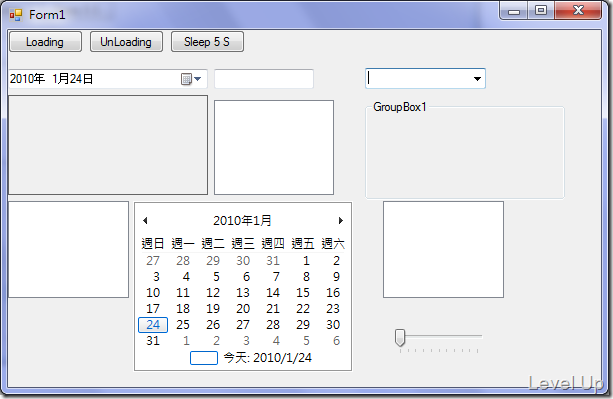 Form1
Loading UnLoading Sleep 5 S
2010年 1月24日
GroupBox1
2010年1月
週日 週一 週二 週三 週四 週五 週六
27 28 29 30 31 1 2
3 4 5 6 7 8 9
10 11 12 13 14 15 16
17 18 19 20 21 22 23
24 25 26 27 28 29 30
31 1 2 3 4 5 6
今天: 2010/1/24
Level Up